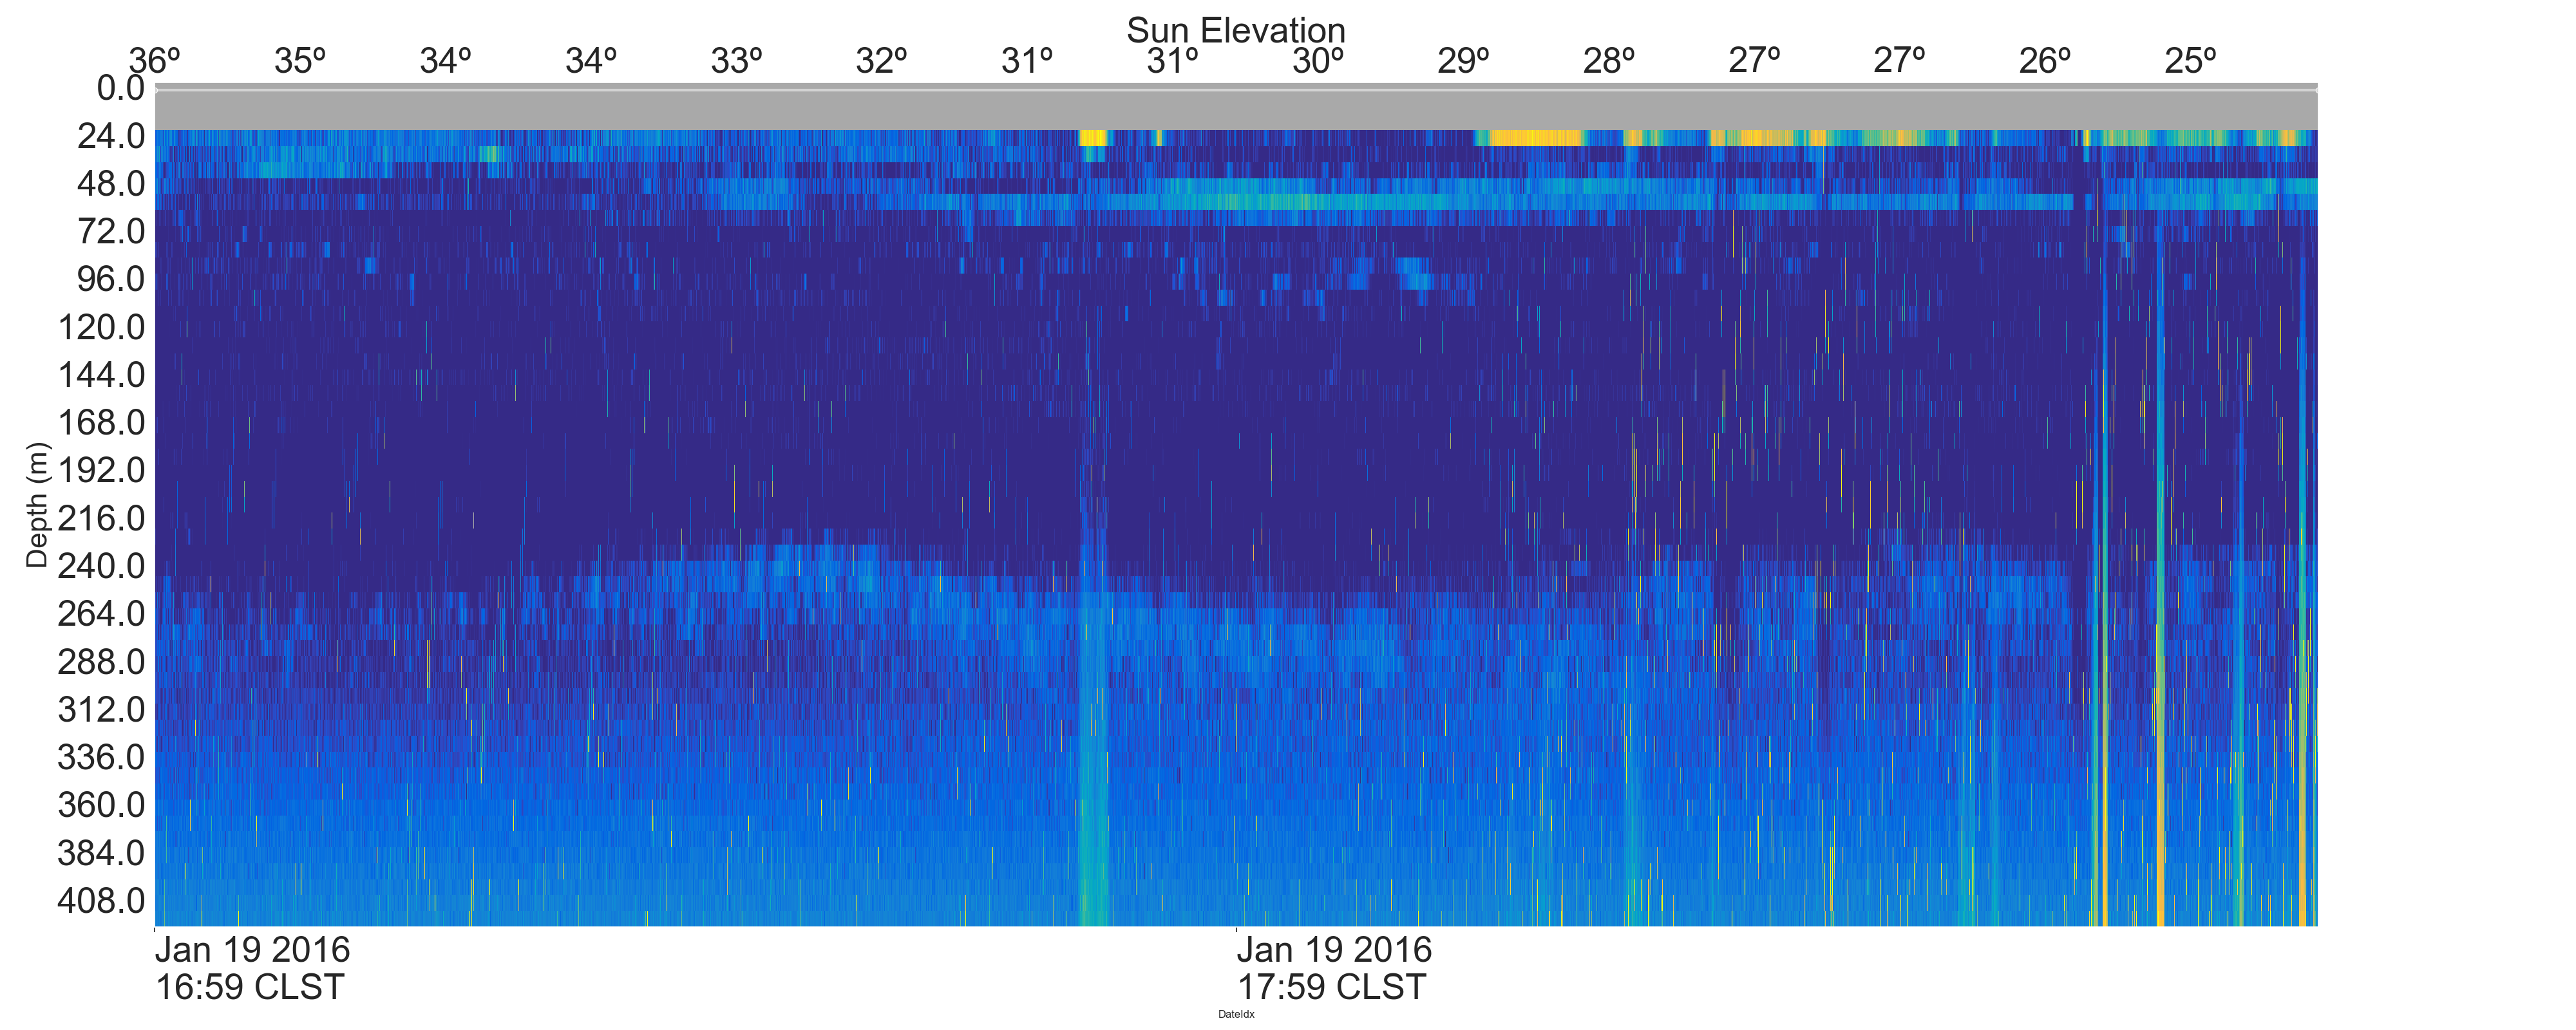 Sun Elevation
36º 35º 34º 34º 33º 32º 31º 31º 30º 29º 28º 27º 27º 26º 25º
0.0
24.0
48.0
72.0
96.0
120.0
144.0
168.0
192.0
216.0
240.0
264.0
288.0
312.0
336.0
360.0
384.0
408.0
Depth (m)
Jan 19 2016
16:59 CLST
Jan 19 2016
17:59 CLST
DateIdx